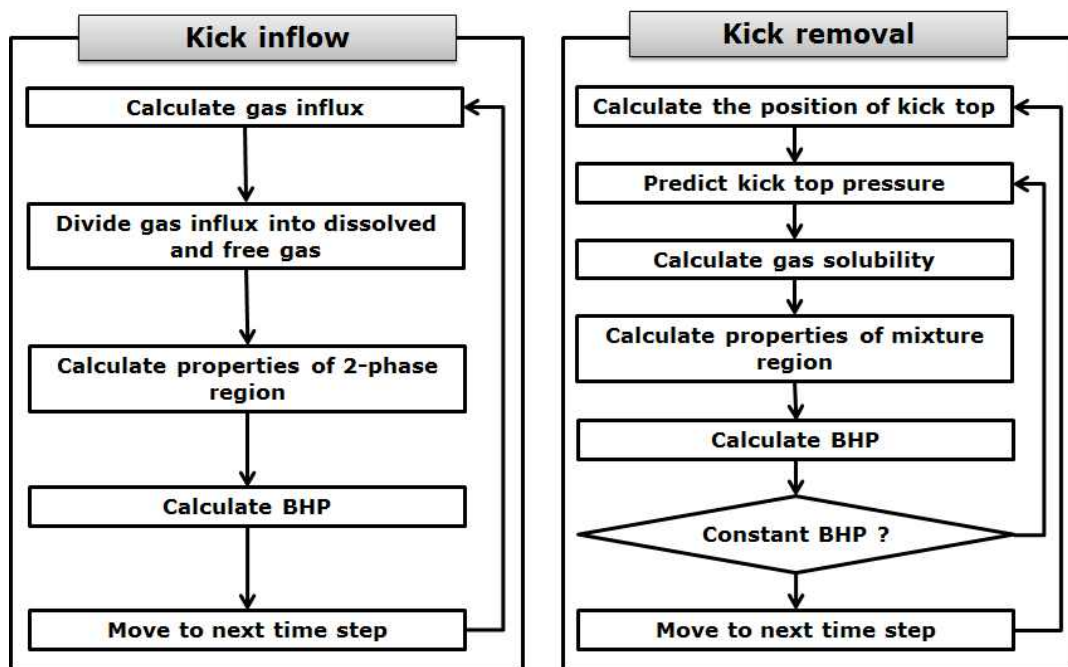 Kick inflow
Calculate gas influx
Divide gas influx into dissolved
and free gas
Calculate properties of 2-phase
region
Calculate BHP
Move to next time step
Kick removal
Calculate the position of kick top
Predict kick top pressure
Calculate gas solubility
Calculate properties of mixture
region
Calculate BHP
Constant BHP ?
Move to next time step